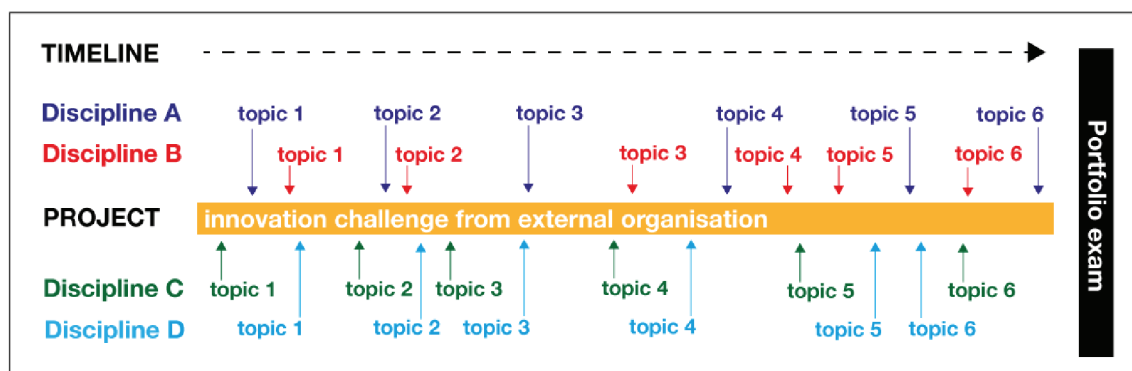 TIMELINE
Discipline A topic 1 topic 2 topic 3 topic 4 topic 5 topic 6
Discipline B topic 1 topic 2 topic 3 topic 4 topic 5 topic 6
PROJECT innovation challenge from external organisation
Discipline C topic 1 topic 2 topic 3 topic 4 topic 5 topic 6
Discipline D topic 1 topic 2 topic 3 topic 4 topic 5 topic 6
Portfolio exam